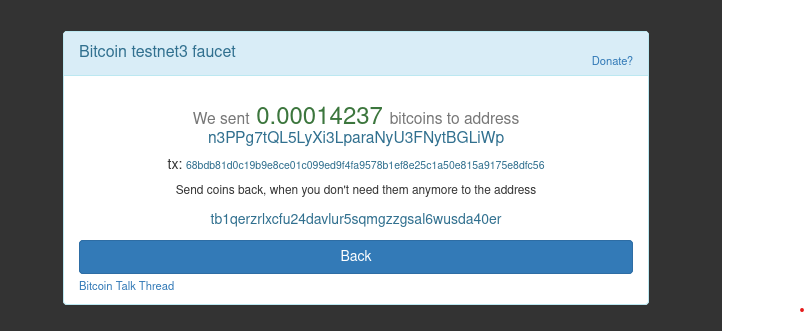 Bitcoin testnet3 faucet
Donate?
We sent 0.00014237 bitcoins to address
n3PPg7tQL5LyXi3LparaNyU3FNytBGLiWp
tx: 68bdb81d0c19b9e8ce01c099ed9f4fa9578b1ef8e25c1a50e815a9175e8dfc56
Send coins back, when you don't need them anymore to the address
tb1qerzrlxcfu24davlur5sqmgzzgsal6wusda40er
Back
Bitcoin Talk Thread